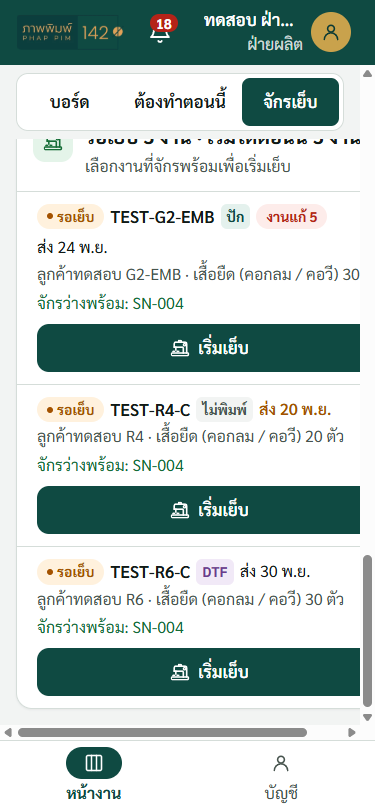 ภาพพิมพ์
PHAP PIM
142
18
ทดสอบ ฝ่า...
ฝ่ายผลิต
บอร์ด
ต้องทำตอนนี้
จักรเย็บ
เลือกงานที่จักรพร้อมเพื่อเริ่มเย็บ
รอเย็บ TEST-G2-EMB ปัก งานแก้ 5
ส่ง 24 พ.ย.
ลูกค้าทดสอบ G2-EMB · เสื้อยืด (คอกลม / คอวี) 30
จักรว่างพร้อม: SN-004
เริ่มเย็บ
รอเย็บ TEST-R4-C ไม่พิมพ์ ส่ง 20 พ.ย.
ลูกค้าทดสอบ R4 · เสื้อยืด (คอกลม / คอวี) 20 ตัว
จักรว่างพร้อม: SN-004
เริ่มเย็บ
รอเย็บ TEST-R6-C DTF ส่ง 30 พ.ย.
ลูกค้าทดสอบ R6 · เสื้อยืด (คอกลม / คอวี) 30 ตัว
จักรว่างพร้อม: SN-004
เริ่มเย็บ
หน้างาน
บัญชี